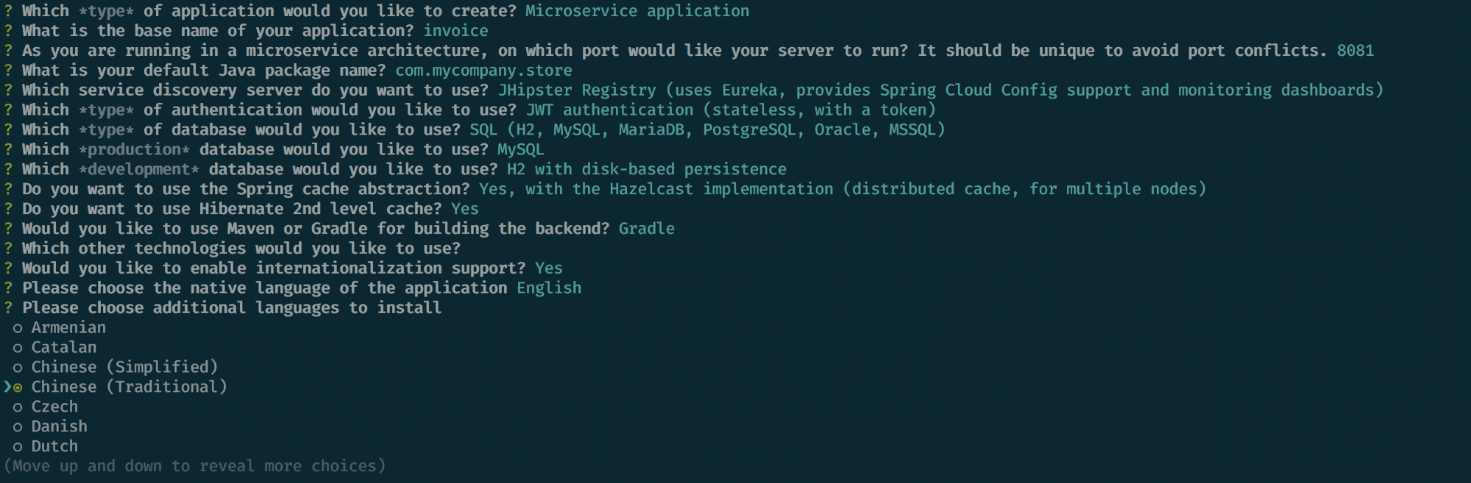 ? Which *type* of application would you like to create? Microservice application
? What is the base name of your application? invoice
? As you are running in a microservice architecture, on which port would like your server to run? It should be unique to avoid port conflicts. 8081
? What is your default Java package name? com.mycompany.store
? Which service discovery server do you want to use? JHipster Registry (uses Eureka, provides Spring Cloud Config support and monitoring dashboards)
? Which *type* of authentication would you like to use? JWT authentication (stateless, with a token)
? Which *type* of database would you like to use? SQL (H2, MySQL, MariaDB, PostgreSQL, Oracle, MSSQL)
? Which *production* database would you like to use? MySQL
? Which *development* database would you like to use? H2 with disk-based persistence
? Do you want to use the Spring cache abstraction? Yes, with the Hazelcast implementation (distributed cache, for multiple nodes)
? Do you want to use Hibernate 2nd level cache? Yes
? Would you like to use Maven or Gradle for building the backend? Gradle
? Which other technologies would you like to use?
? Would you like to enable internationalization support? Yes
? Please choose the native language of the application English
? Please choose additional languages to install
○ Armenian
○ Catalan
○ Chinese (Simplified)
❯◉ Chinese (Traditional)
○ Czech
○ Danish
○ Dutch
(Move up and down to reveal more choices)